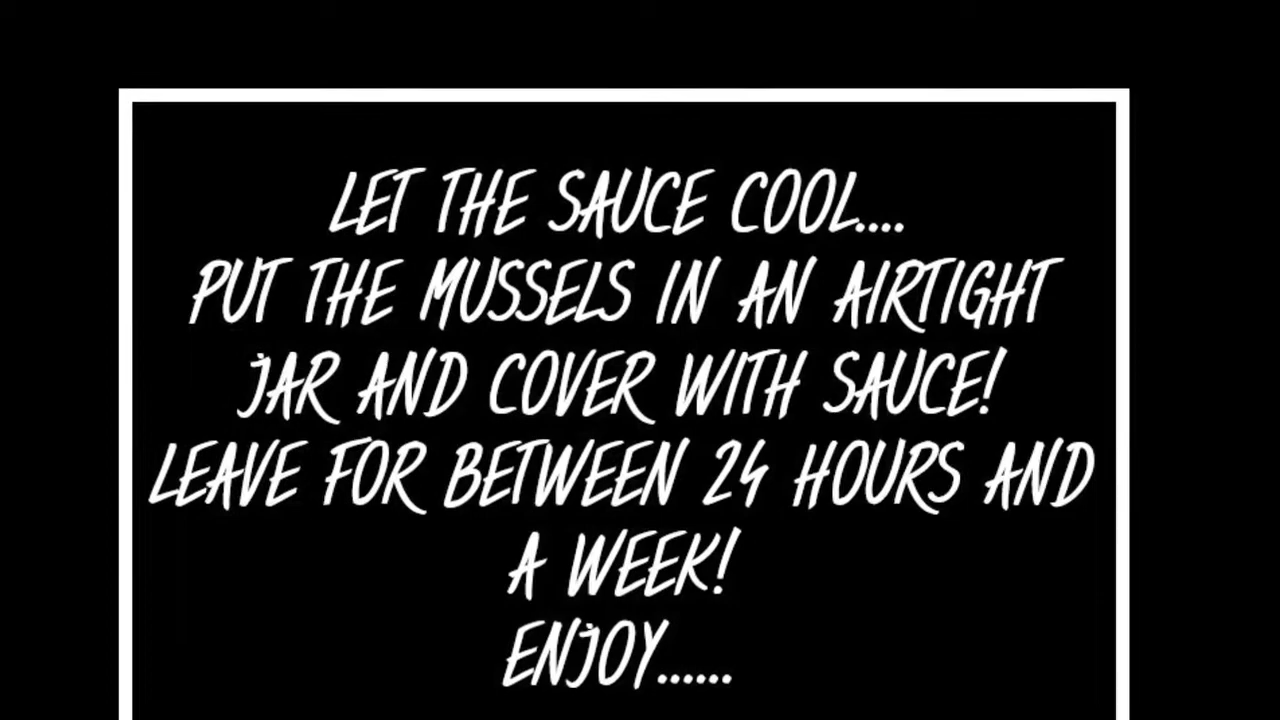 LET THE SAUCE COOL....
PUT THE MUSSELS IN AN AIRTIGHT
JAR AND COVER WITH SAUCE!
LEAVE FOR BETWEEN 24 HOURS AND
A WEEK!
ENJOY......